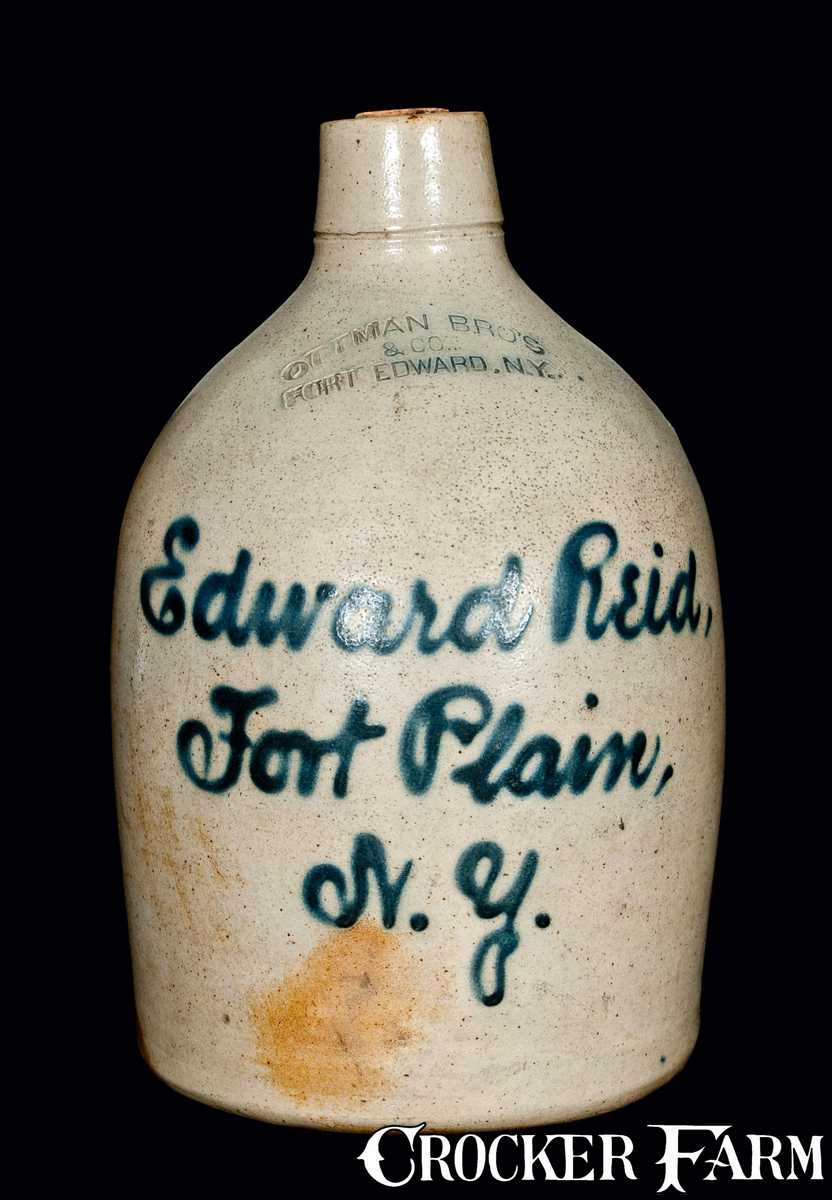 OTTMAN BRO'S
& CO.
FORT EDWARD, N.Y.
Edward Reid,
Fort Plain,
N. Y.
CROCKER FARM